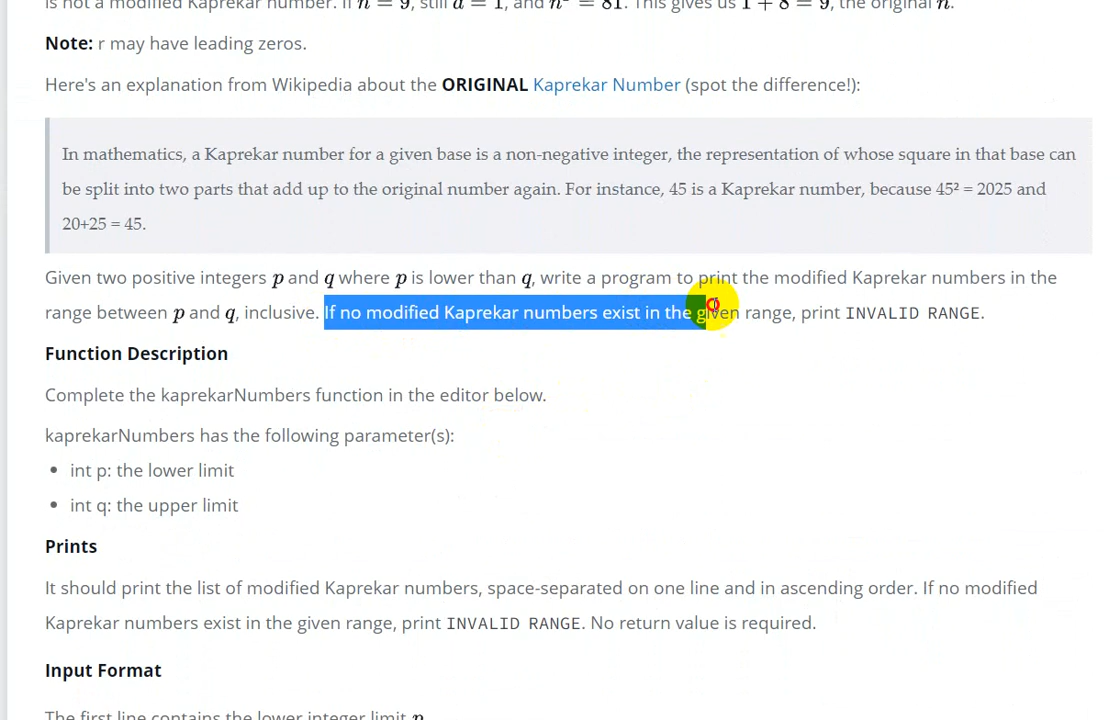 is not a modified Kaprekar number. If n = 9, still d = 1, and n² = 81. This gives us 1 + 8 = 9, the original n.
Note: r may have leading zeros.
Here's an explanation from Wikipedia about the ORIGINAL Kaprekar Number (spot the difference!):
In mathematics, a Kaprekar number for a given base is a non-negative integer, the representation of whose square in that base can
be split into two parts that add up to the original number again. For instance, 45 is a Kaprekar number, because 45² = 2025 and
20+25 = 45.
Given two positive integers p and q where p is lower than q, write a program to print the modified Kaprekar numbers in the
range between p and q, inclusive. If no modified Kaprekar numbers exist in the given range, print INVALID RANGE.
Function Description
Complete the kaprekarNumbers function in the editor below.
kaprekarNumbers has the following parameter(s):
• int p: the lower limit
• int q: the upper limit
Prints
It should print the list of modified Kaprekar numbers, space-separated on one line and in ascending order. If no modified
Kaprekar numbers exist in the given range, print INVALID RANGE. No return value is required.
Input Format
The first line contains the lower integer limit p.